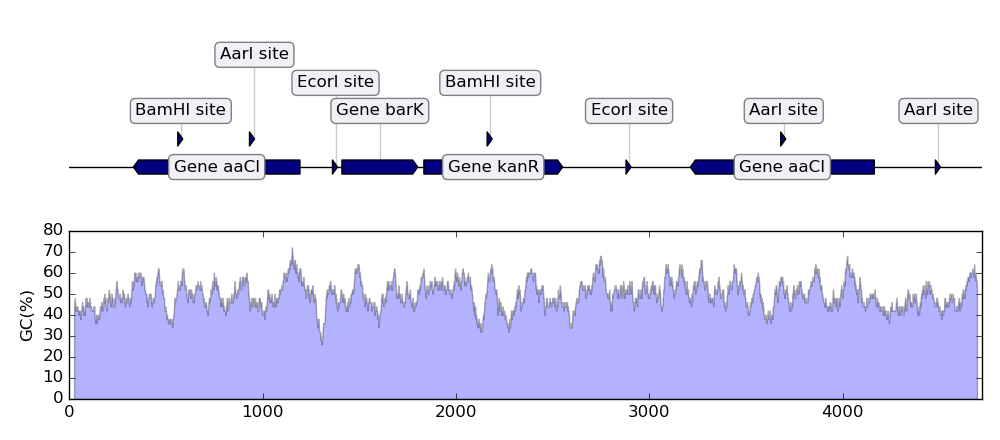 AarI site
EcorI site
BamHI site
BamHI site
Gene barK
EcorI site
AarI site
AarI site
Gene aaCI
Gene kanR
Gene aaCI
GC(%)
80
70
60
50
40
30
20
10
0
0
1000
2000
3000
4000